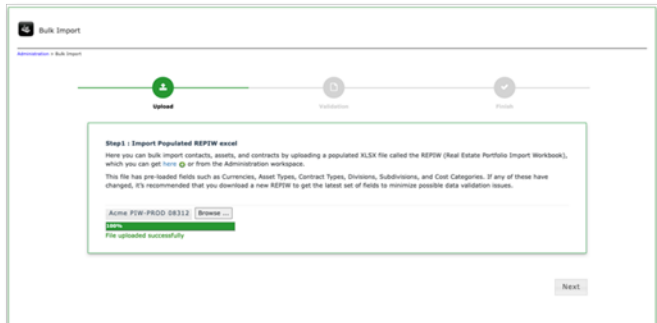 Bulk Import
Administration > Bulk Import
Upload
Validation
Finish
Step1 : Import Populated REPIW excel
Here you can bulk import contacts, assets, and contracts by uploading a populated XLSX file called the REPIW (Real Estate Portfolio Import Workbook),
which you can get here or from the Administration workspace.
This file has pre-loaded fields such as Currencies, Asset Types, Contract Types, Divisions, Subdivisions, and Cost Categories. If any of these have
changed, it's recommended that you download a new REPIW to get the latest set of fields to minimize possible data validation issues.
Acme PIW-PROD 08312 Browse ...
100%
File uploaded successfully
Next